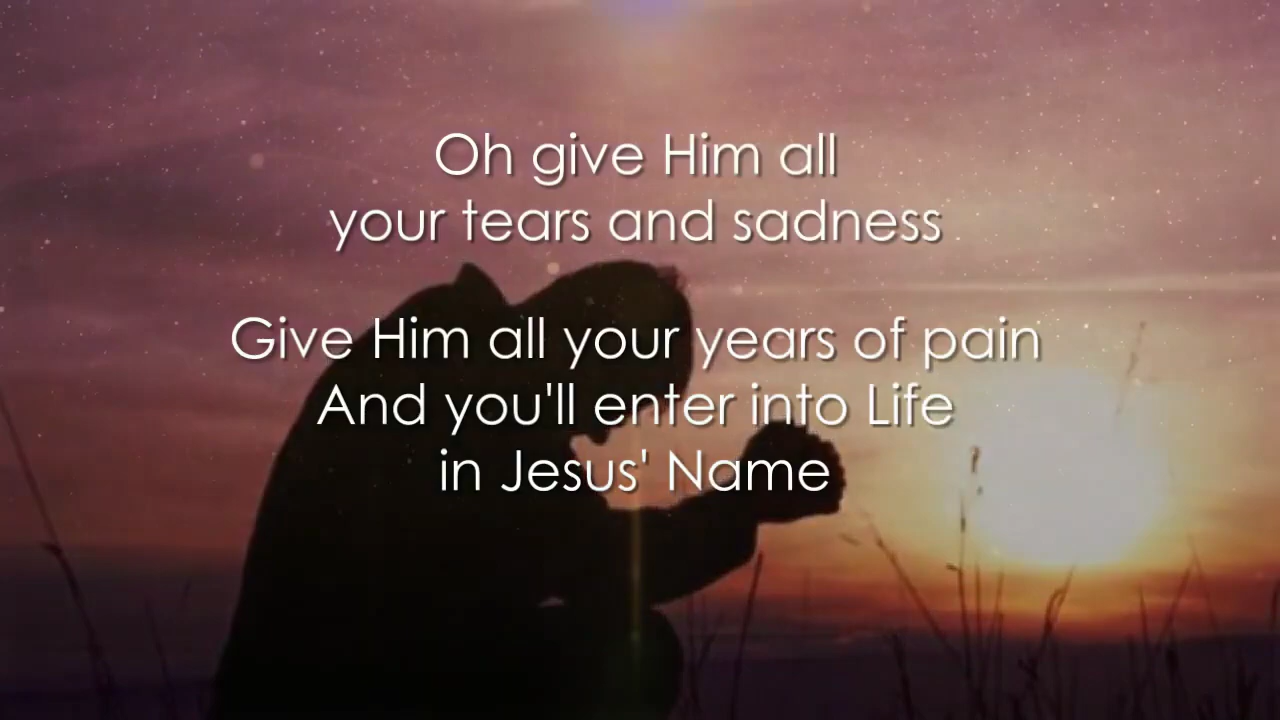 Oh give Him all
your tears and sadness
Give Him all your years of pain
And you'll enter into Life
in Jesus' Name